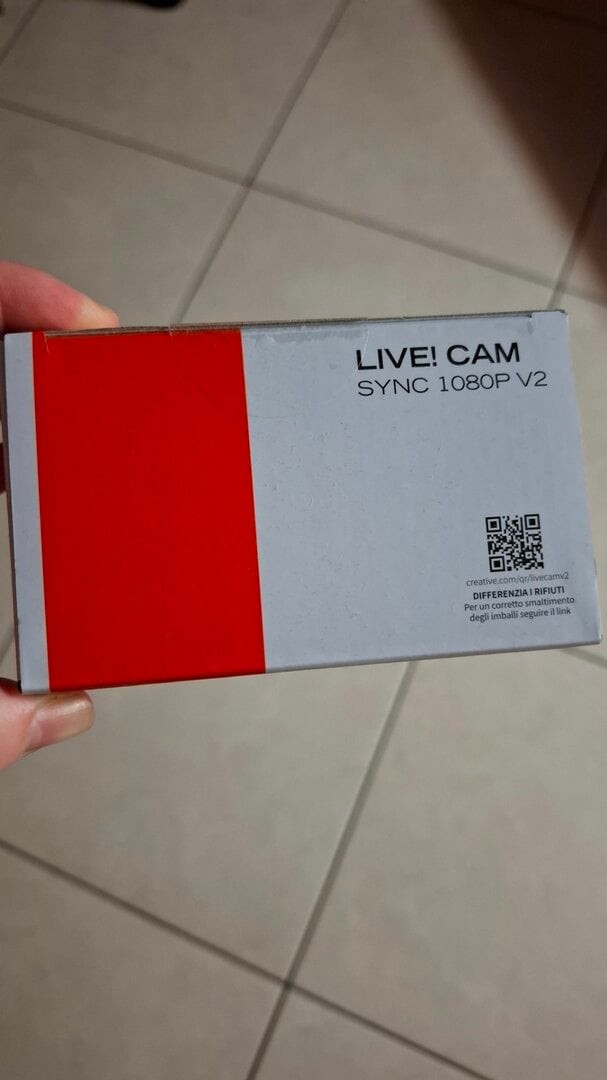 LIVE! CAM
SYNC 1080P V2
creative.com/qr/livecamv2
DIFFERENZIA I RIFIUTI
Per un corretto smaltimento
degli imballi seguire il link